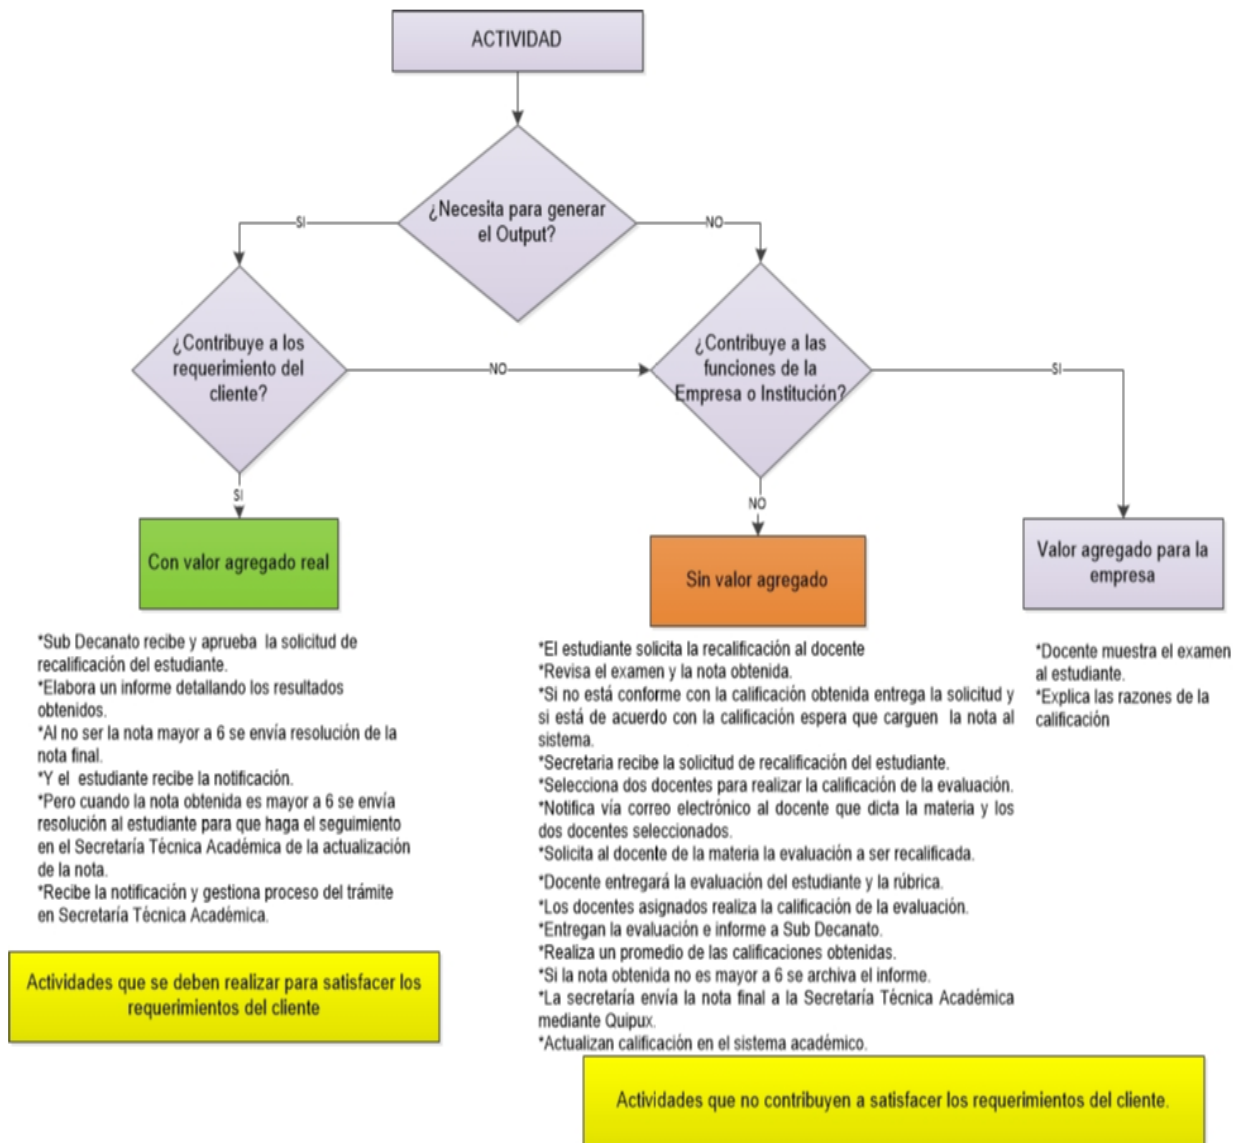 ACTIVIDAD
¿Necesita para generar
el Output?
SI
NO
¿Contribuye a los
requerimiento del
cliente?
NO
¿Contribuye a las
funciones de la
Empresa o Institución?
SI
SI
NO
Con valor agregado real
Sin valor agregado
Valor agregado para la
empresa
*Sub Decanato recibe y aprueba la solicitud de
recalificación del estudiante.
*Elabora un informe detallando los resultados
obtenidos.
*Al no ser la nota mayor a 6 se envía resolución de la
nota final.
*Y el estudiante recibe la notificación.
*Pero cuando la nota obtenida es mayor a 6 se envía
resolución al estudiante para que haga el seguimiento
en el Secretaría Técnica Académica de la actualización
de la nota.
*Recibe la notificación y gestiona proceso del trámite
en Secretaría Técnica Académica.
Actividades que se deben realizar para satisfacer los
requerimientos del cliente
*El estudiante solicita la recalificación al docente
*Revisa el examen y la nota obtenida.
*Si no está conforme con la calificación obtenida entrega la solicitud y
si está de acuerdo con la calificación espera que carguen la nota al
sistema.
*Secretaria recibe la solicitud de recalificación del estudiante.
*Selecciona dos docentes para realizar la calificación de la evaluación.
*Notifica vía correo electrónico al docente que dicta la materia y los
dos docentes seleccionados.
*Solicita al docente de la materia la evaluación a ser recalificada.
*Docente entregará la evaluación del estudiante y la rúbrica.
*Los docentes asignados realiza la calificación de la evaluación.
*Entregan la evaluación e informe a Sub Decanato.
*Realiza un promedio de las calificaciones obtenidas.
*Si la nota obtenida no es mayor a 6 se archiva el informe.
*La secretaría envía la nota final a la Secretaría Técnica Académica
mediante Quipux.
*Actualizan calificación en el sistema académico.
Actividades que no contribuyen a satisfacer los requerimientos del cliente.
*Docente muestra el examen
al estudiante.
*Explica las razones de la
calificación